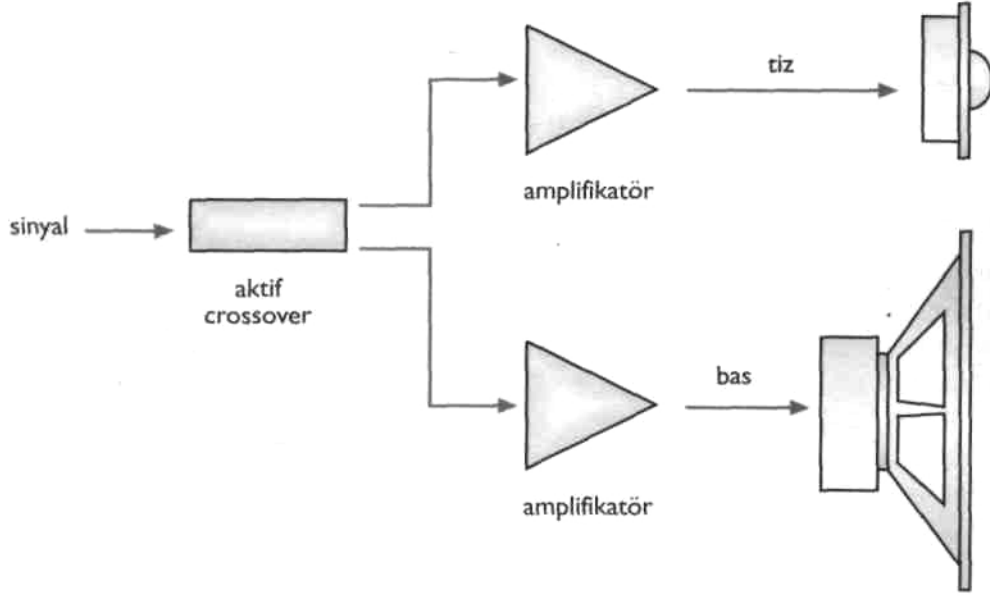 tiz
amplifikatör
sinyal
aktif
crossover
bas
amplifikatör